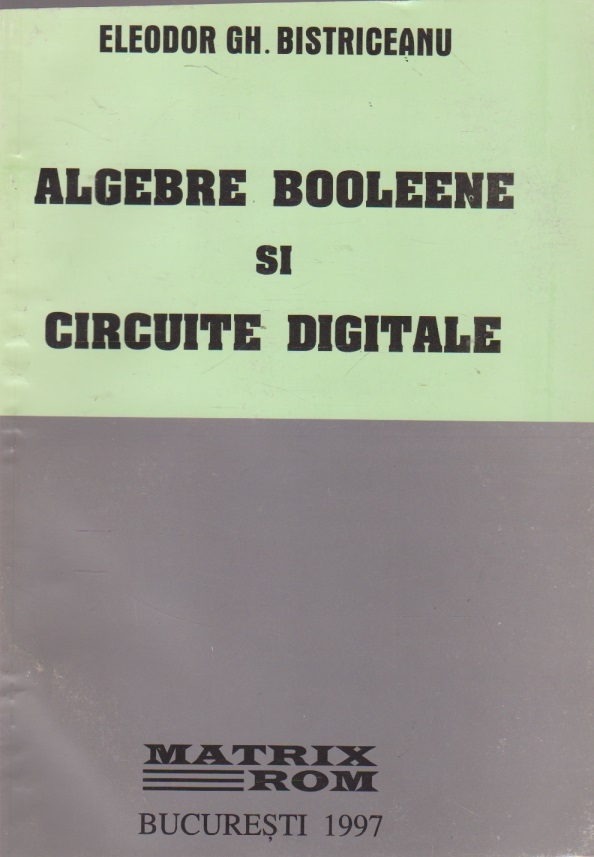 ELEODOR GH. BISTRICEANU
ALGEBRE BOOLEENE
SI
CIRCUITE DIGITALE
MATRIX
ROM
BUCUREȘTI 1997